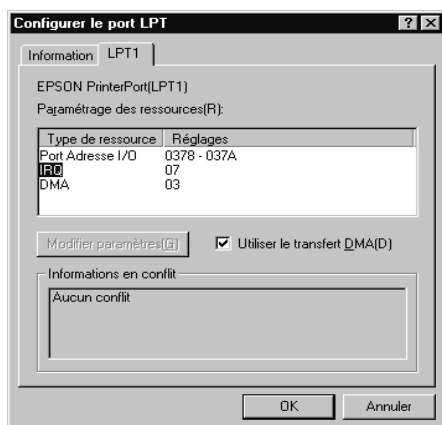 Configurer le port LPT
Information LPT1
EPSON PrinterPort(LPT1)
Paramétrage des ressources(R):
Type de ressource Réglages
Port Adresse I/O 0378 - 037A
IRQ 07
DMA 03
Modifier paramètres(G) Utiliser le transfert DMA(D)
Informations en conflit
Aucun conflit
OK Annuler